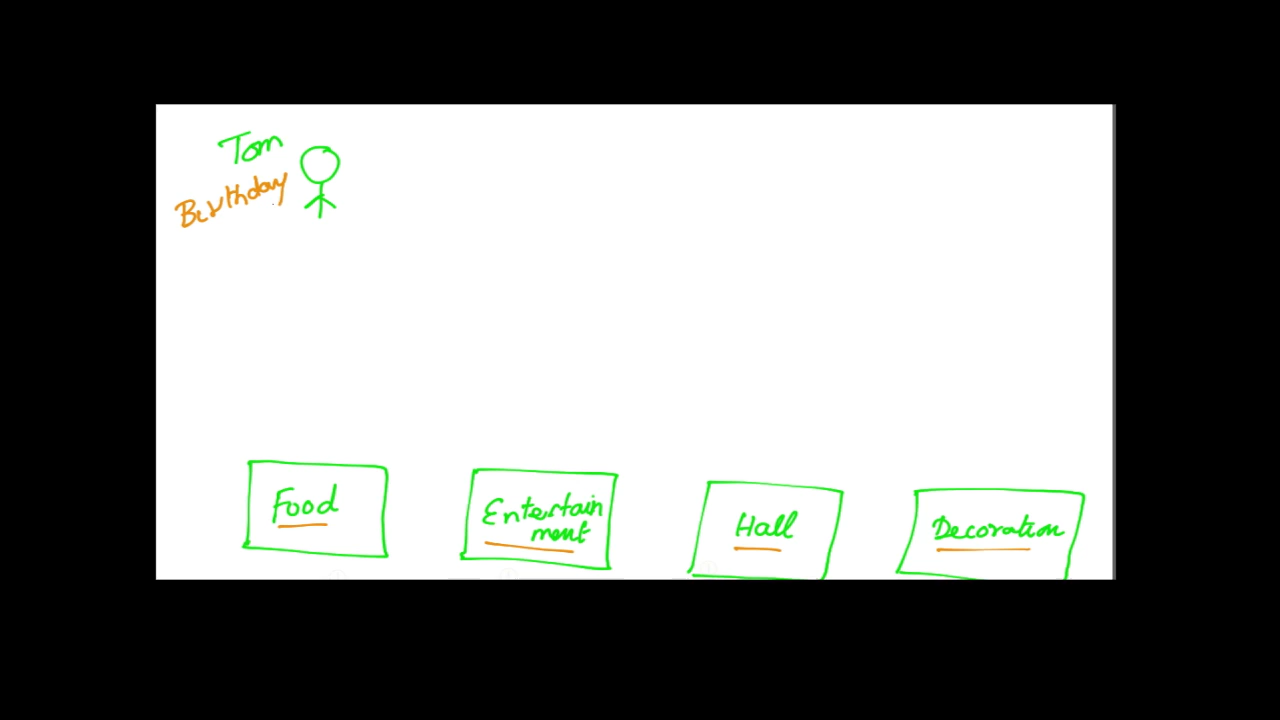 Tom
Birthday
Food
Entertain
ment
Hall
Decoration